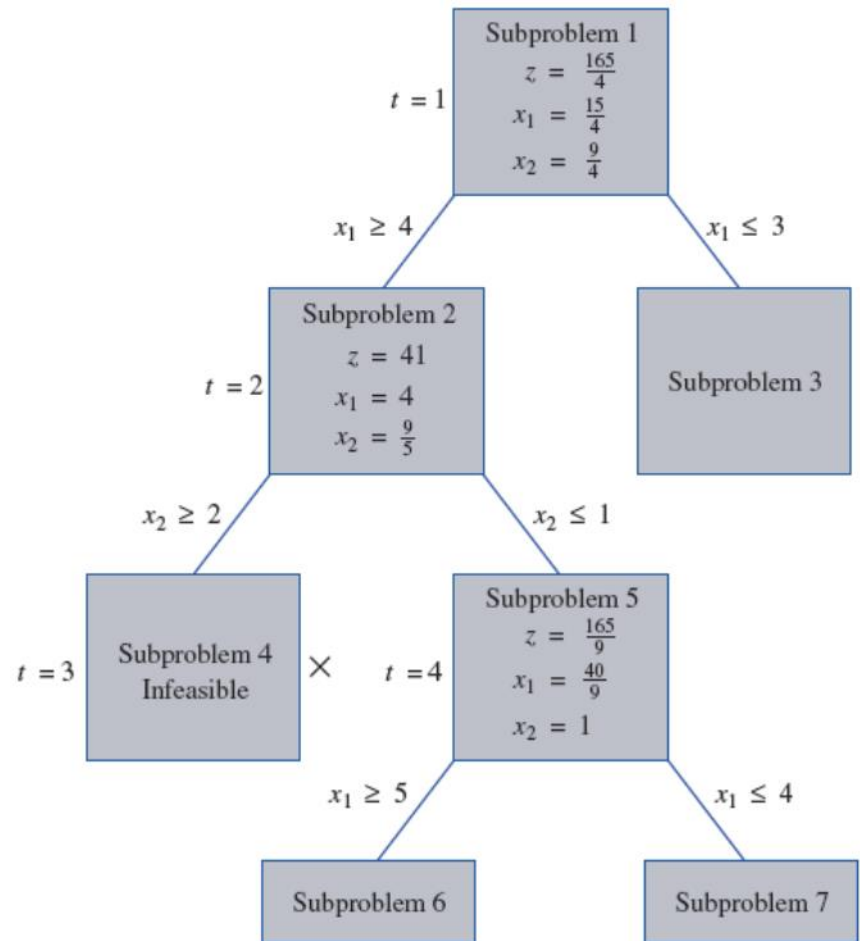 Subproblem 1
z = 165/4
t = 1
x₁ = 15/4
x₂ = 9/4
x₁ ≥ 4
x₁ ≤ 3
Subproblem 2
z = 41
t = 2
x₁ = 4
x₂ = 9/5
Subproblem 3
x₂ ≥ 2
x₂ ≤ 1
t = 3
Subproblem 4
Infeasible
×
t = 4
Subproblem 5
z = 165/9
x₁ = 40/9
x₂ = 1
x₁ ≥ 5
x₁ ≤ 4
Subproblem 6
Subproblem 7